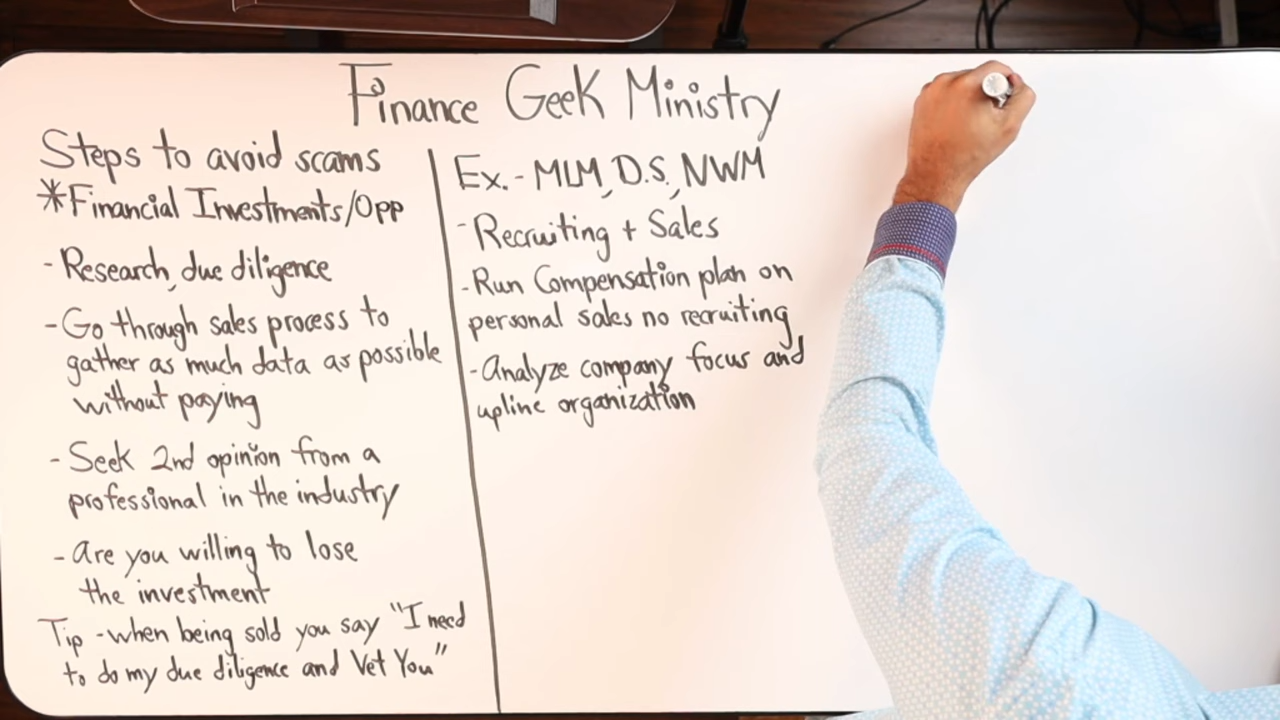 Finance Geek Ministry
Steps to avoid scams
*Financial Investments/Opp
- Research, due diligence
- Go through sales process to
gather as much data as possible
without paying
- Seek 2nd opinion from a
professional in the industry
- Are you willing to lose
the investment
Tip - when being sold you say "I need
to do my due diligence and Vet You"
Ex. - MLM, D.S., NWM
- Recruiting + Sales
- Run Compensation plan on
personal sales no recruiting
- Analyze company focus and
upline organization